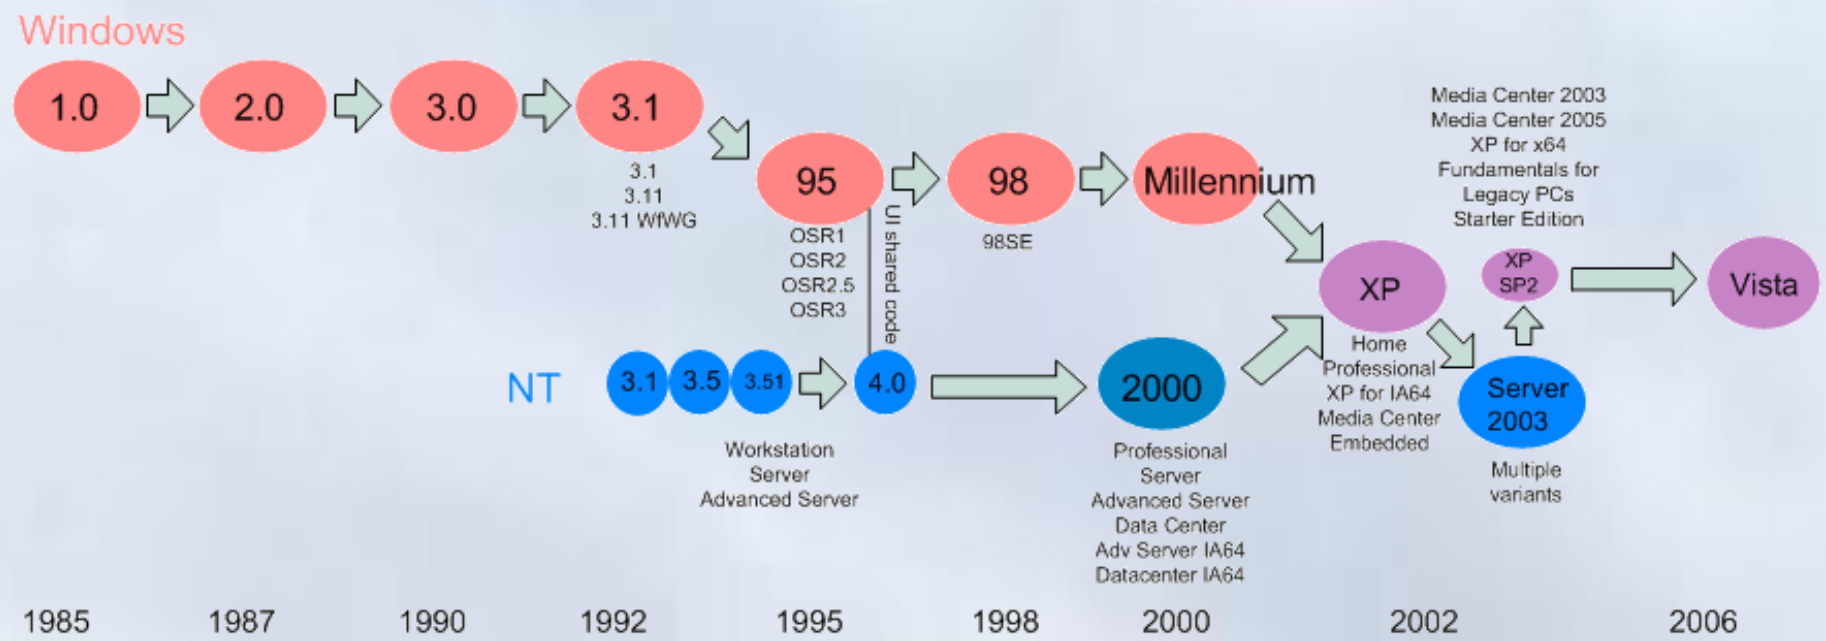 Windows
1.0
2.0
3.0
3.1
3.1
3.11
3.11 WfWG
95
OSR1
OSR2
OSR2.5
OSR3
UI shared code
98
98SE
Millennium
NT
3.1
3.5
3.51
4.0
Workstation
Server
Advanced Server
2000
Professional
Server
Advanced Server
Data Center
Adv Server IA64
Datacenter IA64
XP
Home
Professional
XP for IA64
Media Center
Embedded
Media Center 2003
Media Center 2005
XP for x64
Fundamentals for
Legacy PCs
Starter Edition
XP
SP2
Server
2003
Multiple
variants
Vista
1985
1987
1990
1992
1995
1998
2000
2002
2006